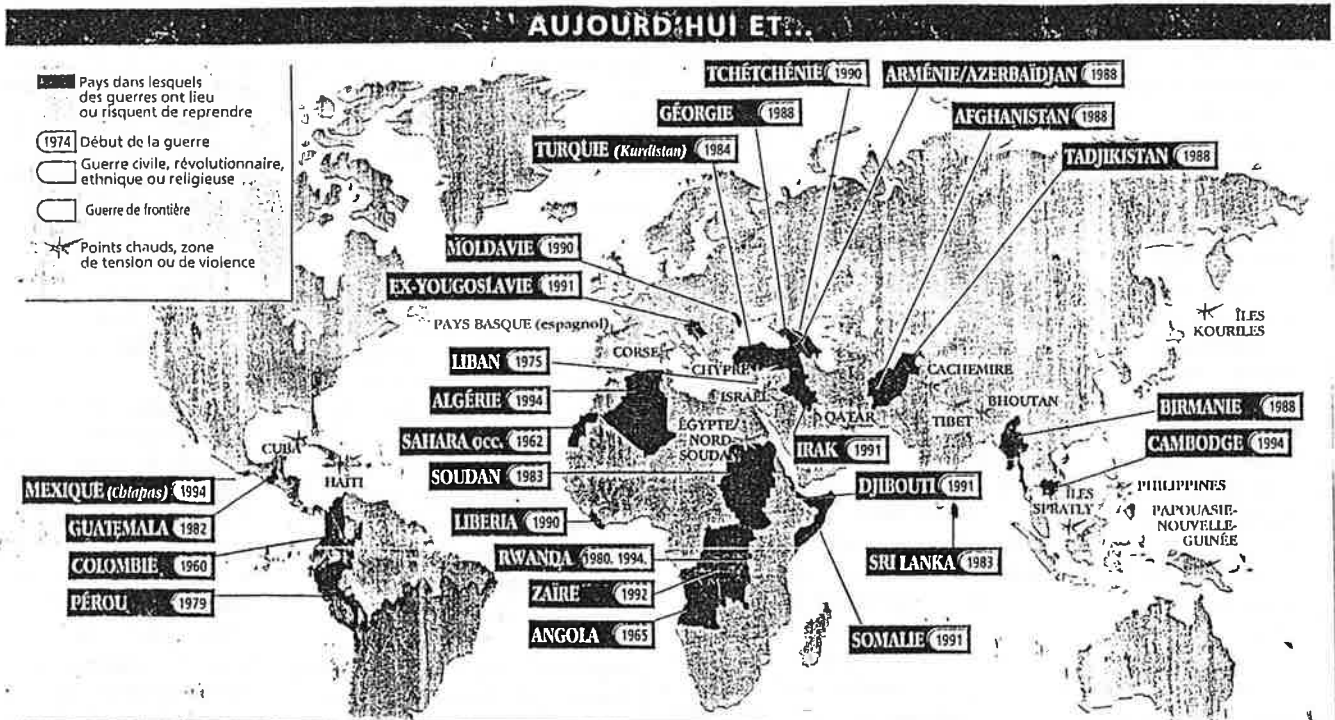 AUJOURD'HUI ET...
Pays dans lesquels
des guerres ont lieu
ou risquent de reprendre
1974 Début de la guerre
Guerre civile, révolutionnaire,
ethnique ou religieuse
Guerre de frontière
Points chauds, zone
de tension ou de violence
TCHÉTCHÉNIE 1990
ARMÉNIE/AZERBAÏDJAN 1988
GÉORGIE 1988
AFGHANISTAN 1988
TURQUIE (Kurdistan) 1984
TADJIKISTAN 1988
MOLDAVIE 1990
EX-YOUGOSLAVIE 1991
PAYS BASQUE (espagnol)
ÎLES
KOURILES
CORSE
LIBAN 1975
CHYPRE
CACHEMIRE
ALGÉRIE 1994
ISRAËL
QATAR
TIBET
BHOUTAN
BIRMANIE 1988
SAHARA occ. 1962
ÉGYPTE/
NORD-
SOUDAN
IRAK 1991
CAMBODGE 1994
CUBA
HAÏTI
SOUDAN 1983
DJIBOUTI 1991
ÎLES
SPRATLY
PHILIPPINES
MEXIQUE (Chiapas) 1994
PAPOUASIE-
NOUVELLE-
GUINÉE
GUATEMALA 1982
LIBERIA 1990
COLOMBIE 1960
RWANDA 1980. 1994.
SRI LANKA 1983
PÉROU 1979
ZAÏRE 1992
ANGOLA 1965
SOMALIE 1991